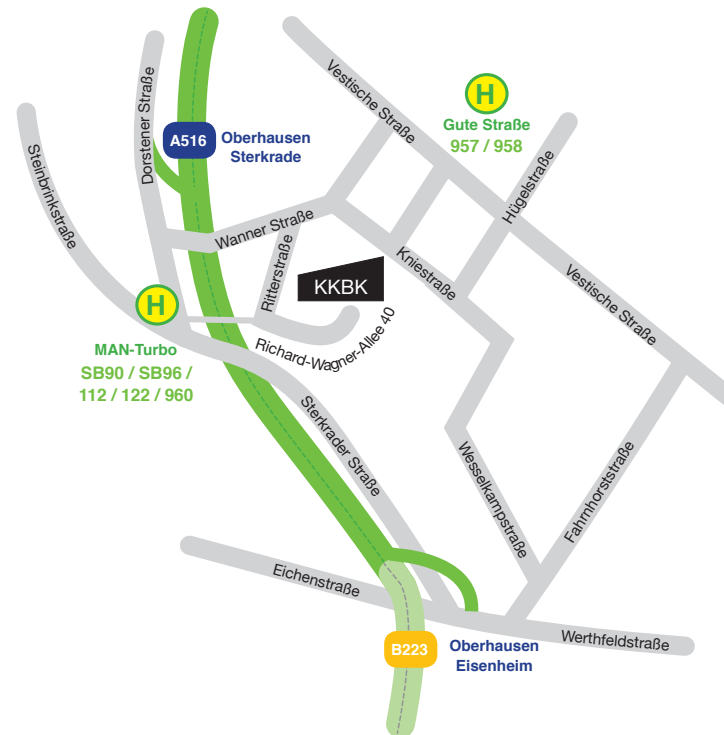 Vestische Straße
H
Gute Straße
957 / 958
Dorstener Straße
A516
Oberhausen
Sterkrade
Steinbrinkstraße
Hügelstraße
Wanner Straße
Ritterstraße
KKBK
Kniestraße
Vestische Straße
H
MAN-Turbo
SB90 / SB96 /
112 / 122 / 960
Richard-Wagner-Allee 40
Sterkrader Straße
Wesselkampstraße
Fahrnhorststraße
Eichenstraße
B223
Oberhausen
Eisenheim
Werthfeldstraße